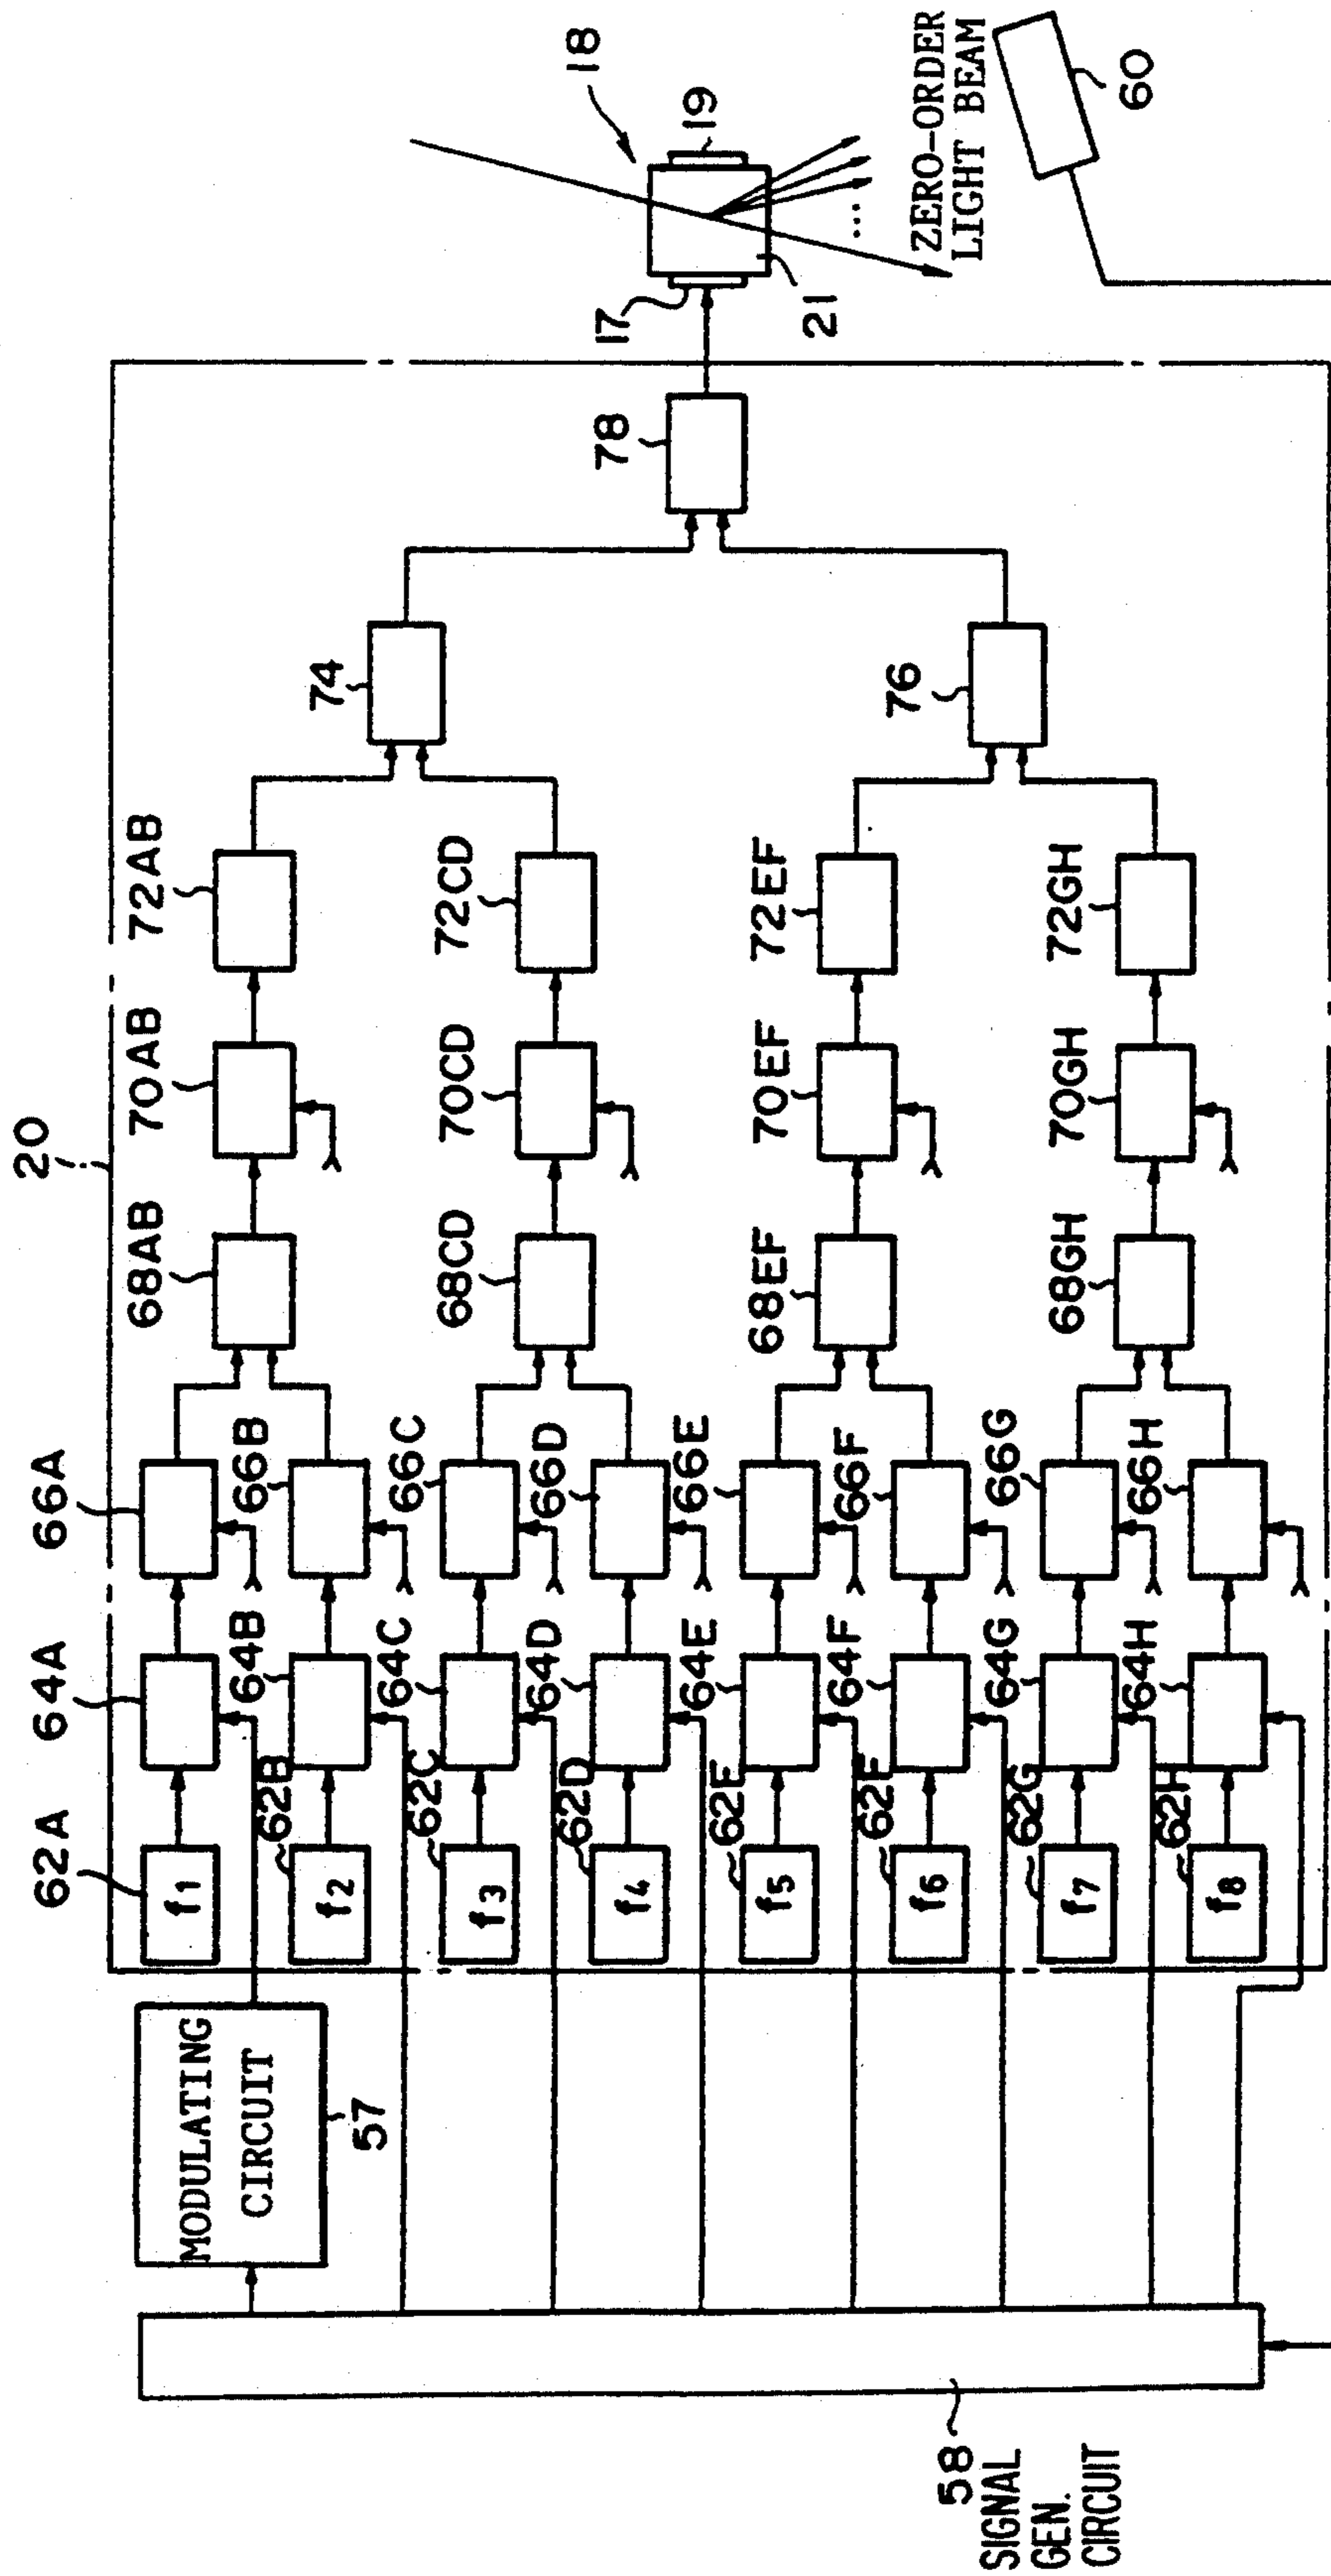 20
62A
64A
66A
68AB
70AB
72AB
74
78
17
18
19
21
ZERO-ORDER
LIGHT BEAM
60
MODULATING
CIRCUIT
57
f1
62B
64B
66B
f2
62C
64C
66C
68CD
70CD
72CD
f3
62D
64D
66D
f4
62E
64E
66E
68EF
70EF
72EF
76
f5
62F
64F
66F
f6
62G
64G
66G
68GH
70GH
72GH
f7
62H
64H
66H
f8
...
58
SIGNAL
GEN.
CIRCUIT